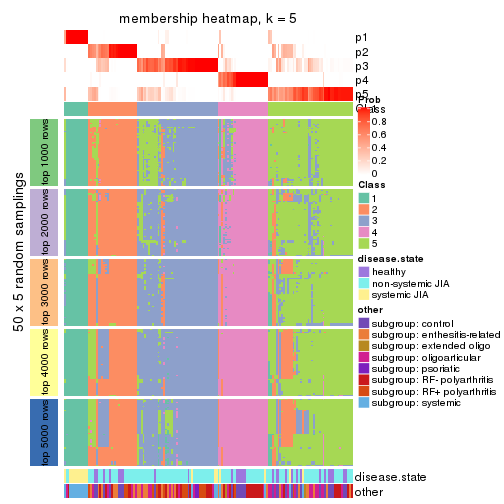 membership heatmap, k = 5
p1
p2
p3
p4
p5
Class
50 x 5 random samplings
top 1000 rows
top 2000 rows
top 3000 rows
top 4000 rows
top 5000 rows
disease.state
other
Prob
1
0.8
0.6
0.4
0.2
0
Class
1
2
3
4
5
disease.state
healthy
non-systemic JIA
systemic JIA
other
subgroup: control
subgroup: enthesitis-related
subgroup: extended oligo
subgroup: oligoarticular
subgroup: psoriatic
subgroup: RF- polyarthritis
subgroup: RF+ polyarthritis
subgroup: systemic